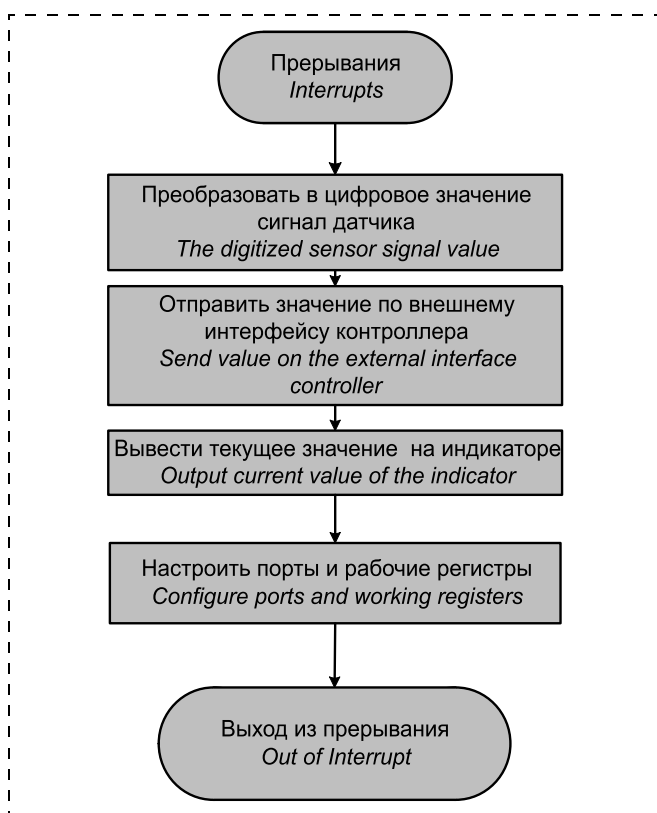 Прерывания
Interrupts
Преобразовать в цифровое значение
сигнал датчика
The digitized sensor signal value
Отправить значение по внешнему
интерфейсу контроллера
Send value on the external interface
controller
Вывести текущее значение на индикаторе
Output current value of the indicator
Настроить порты и рабочие регистры
Configure ports and working registers
Выход из прерывания
Out of Interrupt